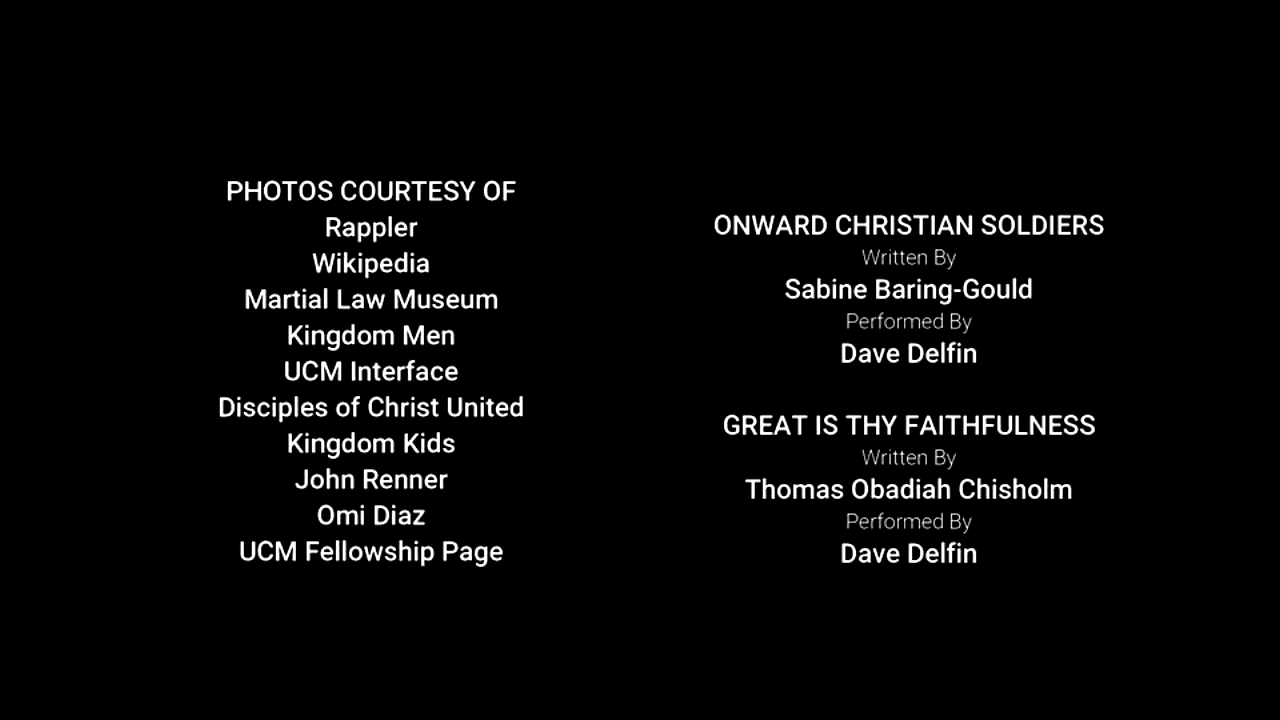 PHOTOS COURTESY OF
Rappler
Wikipedia
Martial Law Museum
Kingdom Men
UCM Interface
Disciples of Christ United
Kingdom Kids
John Renner
Omi Diaz
UCM Fellowship Page
ONWARD CHRISTIAN SOLDIERS
Written By
Sabine Baring-Gould
Performed By
Dave Delfin
GREAT IS THY FAITHFULNESS
Written By
Thomas Obadiah Chisholm
Performed By
Dave Delfin